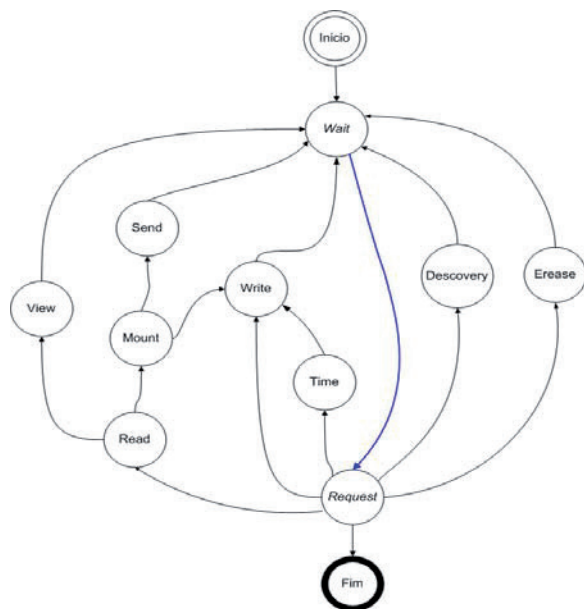 Início
Wait
Send
Descovery
Erease
Write
View
Mount
Time
Read
Request
Fim